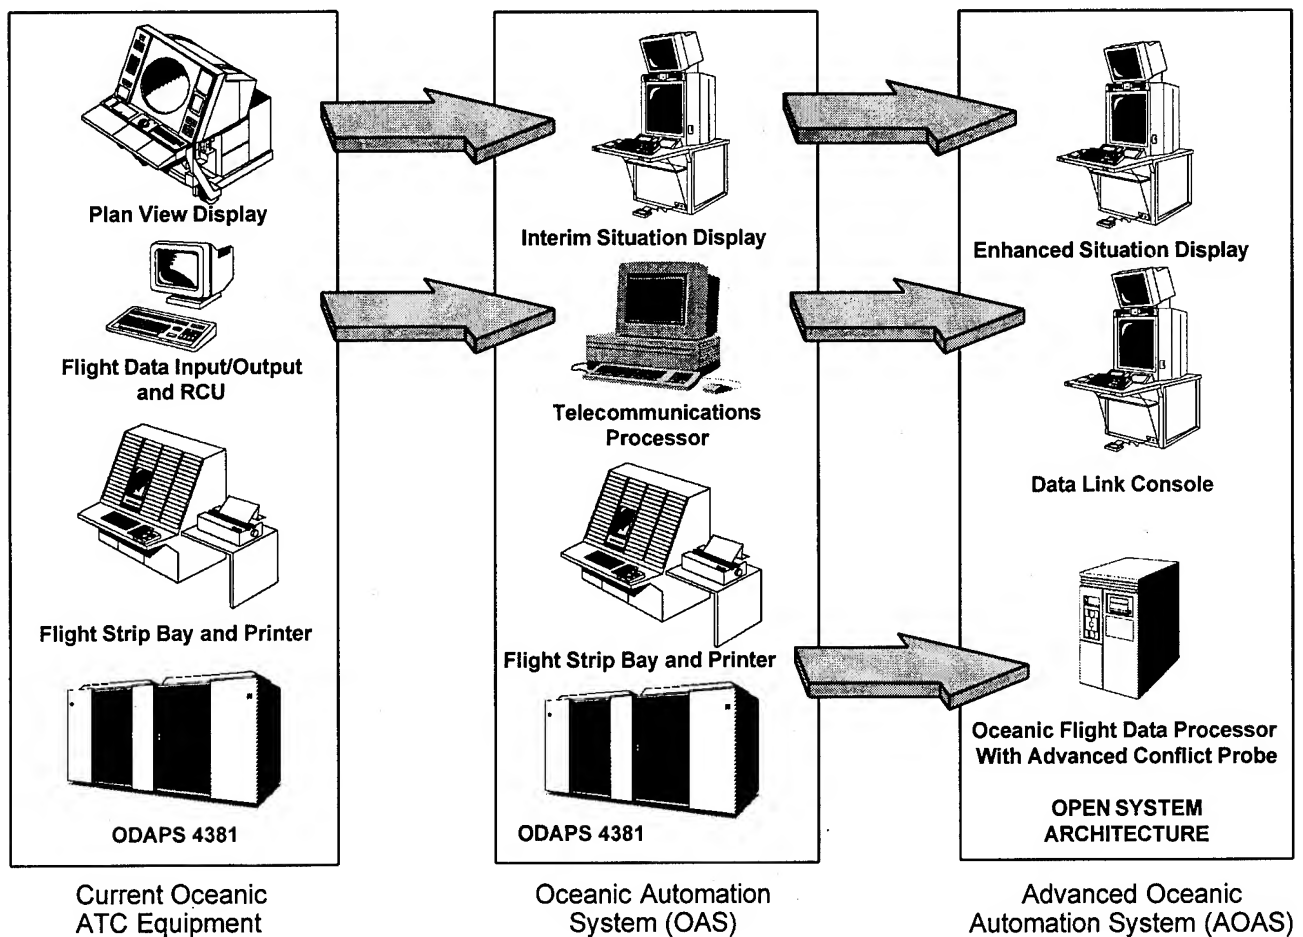 Plan View Display
Flight Data Input/Output
and RCU
Flight Strip Bay and Printer
ODAPS 4381
Current Oceanic
ATC Equipment
Interim Situation Display
Telecommunications
Processor
Flight Strip Bay and Printer
ODAPS 4381
Oceanic Automation
System (OAS)
Enhanced Situation Display
Data Link Console
Oceanic Flight Data Processor
With Advanced Conflict Probe
OPEN SYSTEM
ARCHITECTURE
Advanced Oceanic
Automation System (AOAS)